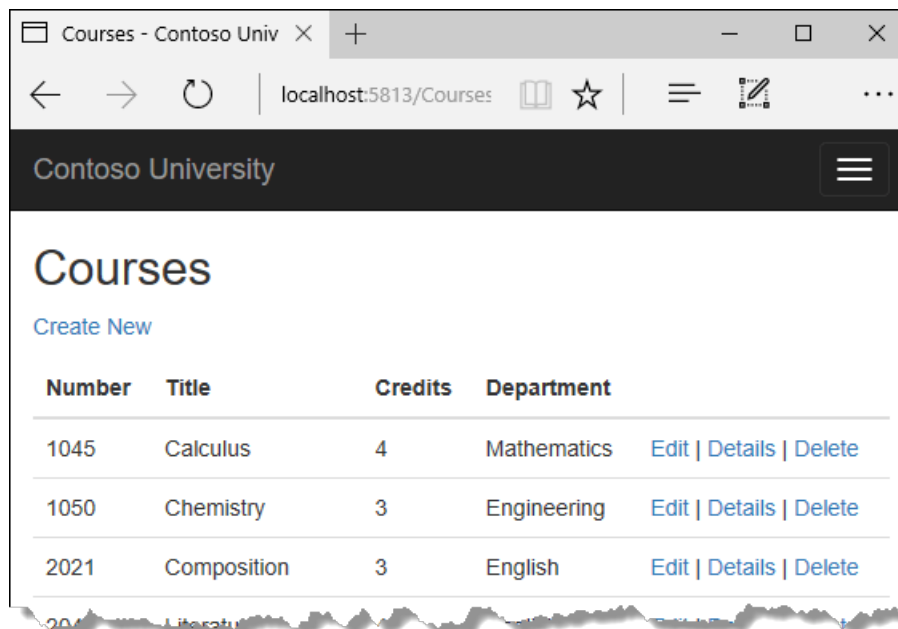 Courses - Contoso Univ
localhost:5813/Courses
Contoso University
Courses
Create New
Number Title Credits Department
1045 Calculus 4 Mathematics Edit | Details | Delete
1050 Chemistry 3 Engineering Edit | Details | Delete
2021 Composition 3 English Edit | Details | Delete